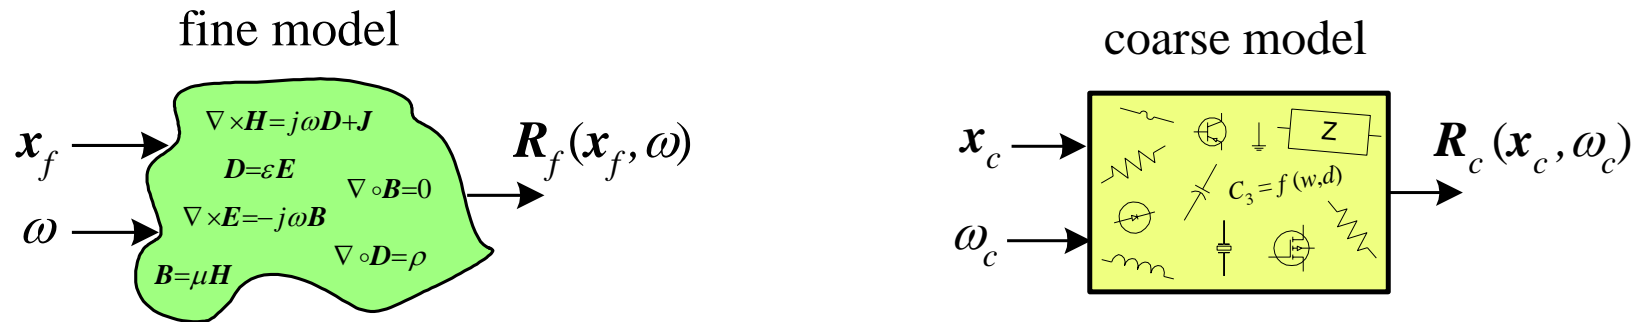 fine model
∇×H=jωD+J
D=εE
∇∘B=0
∇×E=−jωB
∇∘D=ρ
B=μH
x_f
ω
R_f(x_f,ω)
coarse model
Z
C_3=f(w,d)
x_c
ω_c
R_c(x_c,ω_c)